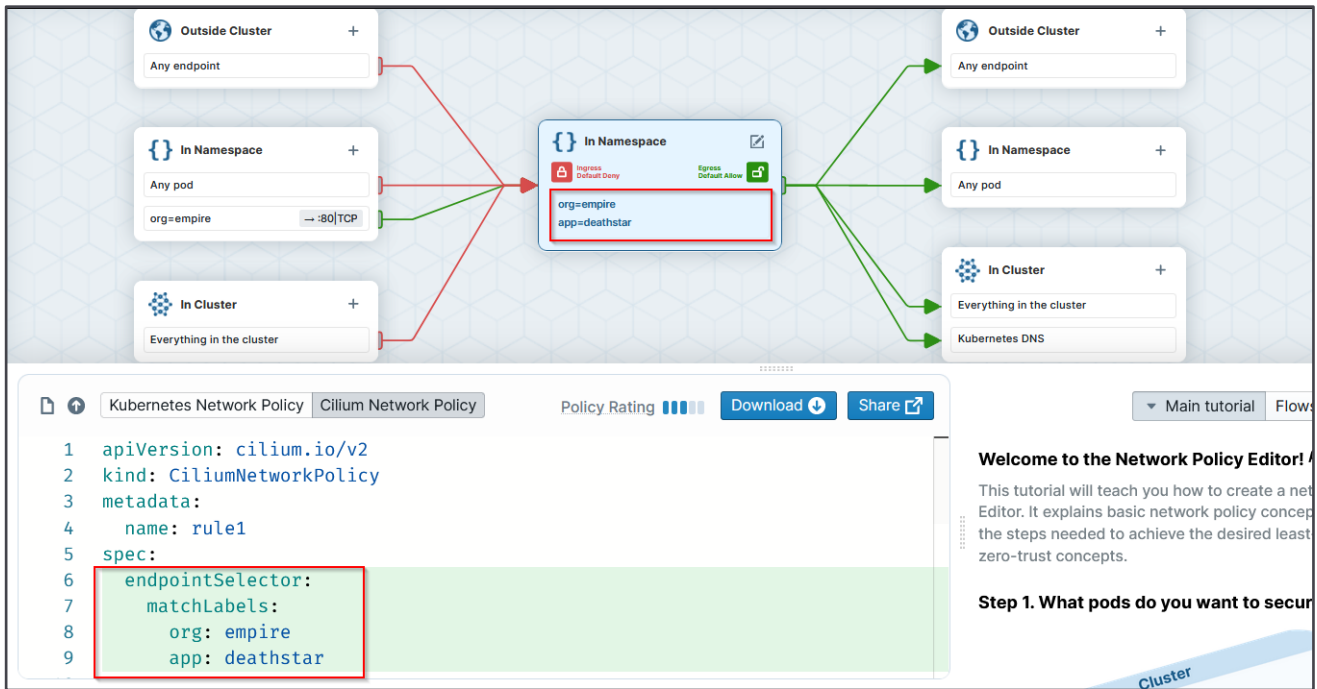 Outside Cluster +
Any endpoint
{} In Namespace +
Any pod
org=empire → :80|TCP
In Cluster +
Everything in the cluster
{} In Namespace
Ingress
Default Deny
Egress
Default Allow
org=empire
app=deathstar
Outside Cluster +
Any endpoint
{} In Namespace +
Any pod
In Cluster +
Everything in the cluster
Kubernetes DNS
Kubernetes Network Policy Cilium Network Policy Policy Rating Download Share
1 apiVersion: cilium.io/v2
2 kind: CiliumNetworkPolicy
3 metadata:
4 name: rule1
5 spec:
6 endpointSelector:
7 matchLabels:
8 org: empire
9 app: deathstar
Main tutorial Flows
Welcome to the Network Policy Editor!
This tutorial will teach you how to create a net
Editor. It explains basic network policy concep
the steps needed to achieve the desired least-
zero-trust concepts.
Step 1. What pods do you want to secur
Cluster